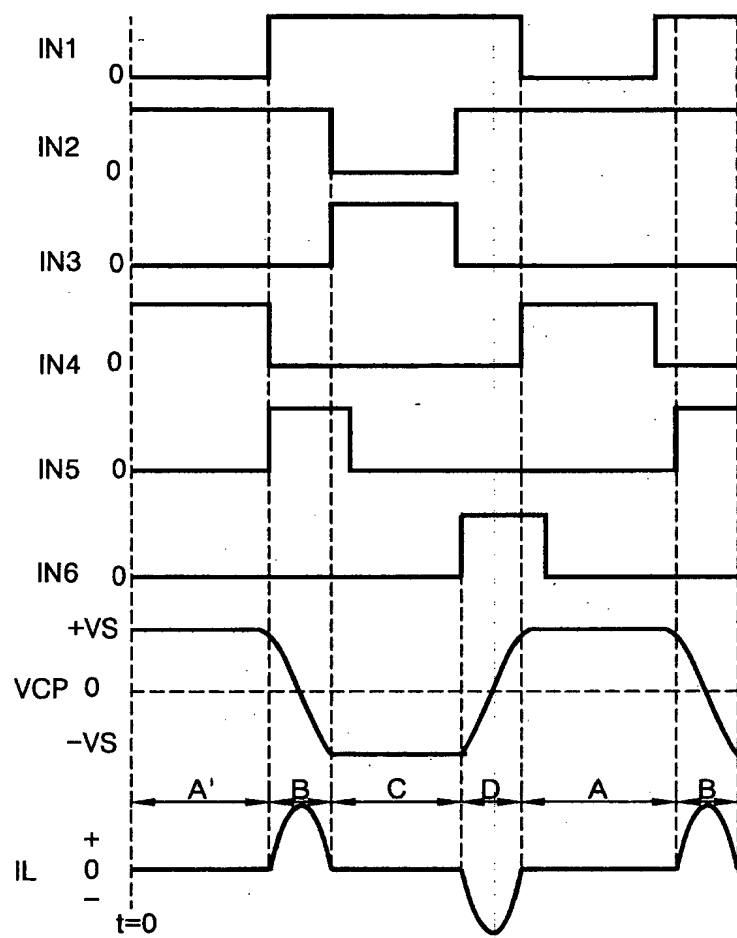 IN1
0
IN2
0
IN3 0
IN4 0
IN5 0
IN6 0
+VS
VCP 0
−VS
A' B C D A B
+
IL 0
−
t=0